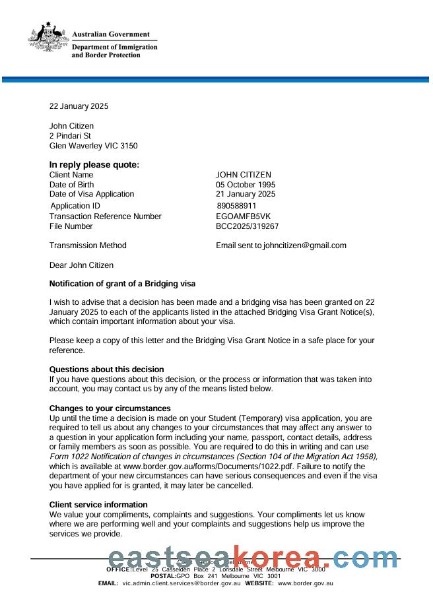 Australian Government
Department of Immigration
and Border Protection
22 January 2025
John Citizen
2 Pindari St
Glen Waverley VIC 3150
In reply please quote:
Client Name JOHN CITIZEN
Date of Birth 05 October 1995
Date of Visa Application 21 January 2025
Application ID 890588911
Transaction Reference Number EGOAMFB5VK
File Number BCC2025/319267
Transmission Method Email sent to johncitizen@gmail.com
Dear John Citizen
Notification of grant of a Bridging visa
I wish to advise that a decision has been made and a bridging visa has been granted on 22
January 2025 to each of the applicants listed in the attached Bridging Visa Grant Notice(s),
which contain important information about your visa.
Please keep a copy of this letter and the Bridging Visa Grant Notice in a safe place for your
reference.
Questions about this decision
If you have questions about this decision, or the process or information that was taken into
account, you may contact us by any of the means listed below.
Changes to your circumstances
Up until the time a decision is made on your Student (Temporary) visa application, you are
required to tell us about any changes to your circumstances that may affect any answer to
a question in your application form including your name, passport, contact details, address
or family members as soon as possible. You are required to do this in writing and can use
Form 1022 Notification of changes in circumstances (Section 104 of the Migration Act 1958),
which is available at www.border.gov.au/forms/Documents/1022.pdf. Failure to notify the
department of your new circumstances can have serious consequences and even if the visa
you have applied for is granted, it may later be cancelled.
Client service information
We value your compliments, complaints and suggestions. Your compliments let us know
where we are performing well and your complaints and suggestions help us improve the
services we provide.
eastseakorea.com
OFFICE: Level 25 Casselden Place 2 Lonsdale Street Melbourne VIC 3000
POSTAL:GPO Box 241 Melbourne VIC 3001
EMAIL: vic.admin.client.services@border.gov.au WEBSITE: www.border.gov.au